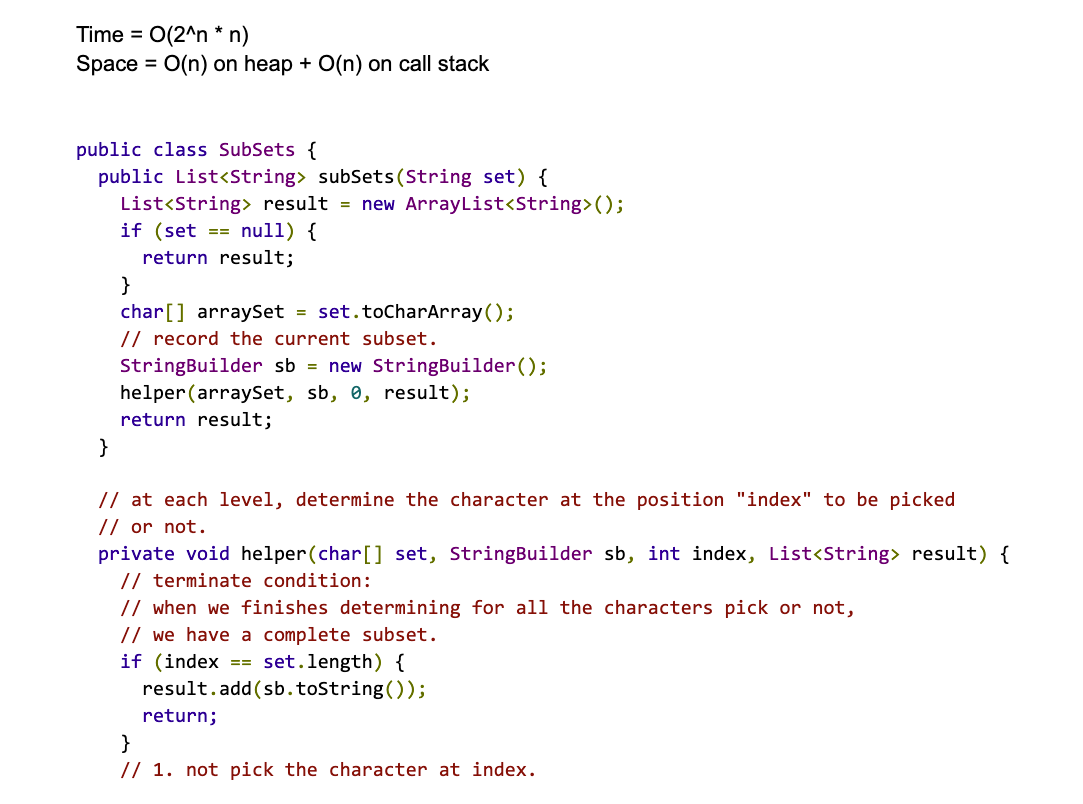 Time = O(2^n * n)
Space = O(n) on heap + O(n) on call stack
public class SubSets {
public List<String> subSets(String set) {
List<String> result = new ArrayList<String>();
if (set == null) {
return result;
}
char[] arraySet = set.toCharArray();
// record the current subset.
StringBuilder sb = new StringBuilder();
helper(arraySet, sb, 0, result);
return result;
}
// at each level, determine the character at the position "index" to be picked
// or not.
private void helper(char[] set, StringBuilder sb, int index, List<String> result) {
// terminate condition:
// when we finishes determining for all the characters pick or not,
// we have a complete subset.
if (index == set.length) {
result.add(sb.toString());
return;
}
// 1. not pick the character at index.